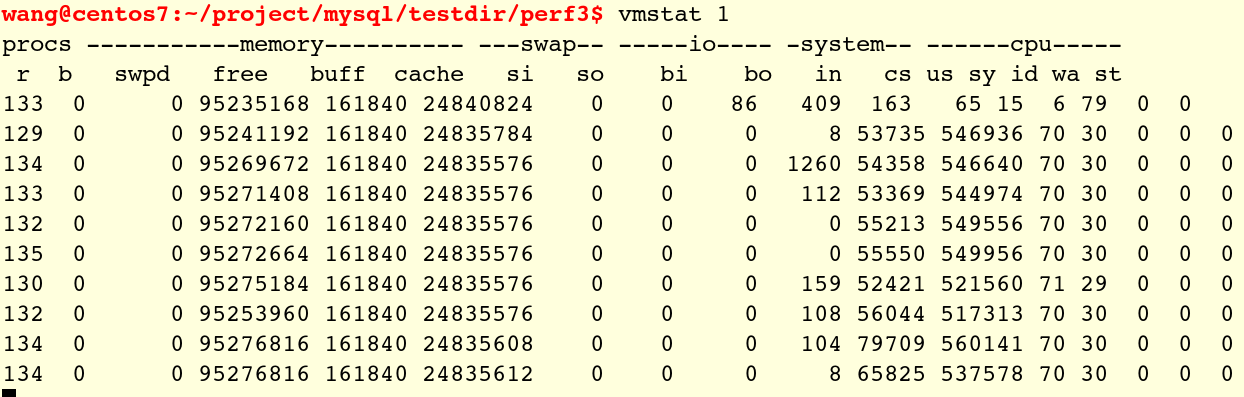 wang@centos7:~/project/mysql/testdir/perf3$ vmstat 1
procs -----------memory---------- ---swap-- -----io---- -system-- ------cpu-----
 r  b   swpd   free   buff  cache   si   so    bi    bo   in   cs us sy id wa st
133  0      0 95235168 161840 24840824    0    0    86   409  163   65 15  6 79  0  0
129  0      0 95241192 161840 24835784    0    0     0     8 53735 546936 70 30  0  0  0
134  0      0 95269672 161840 24835576    0    0     0  1260 54358 546640 70 30  0  0  0
133  0      0 95271408 161840 24835576    0    0     0   112 53369 544974 70 30  0  0  0
132  0      0 95272160 161840 24835576    0    0     0     0 55213 549556 70 30  0  0  0
135  0      0 95272664 161840 24835576    0    0     0     0 55550 549956 70 30  0  0  0
130  0      0 95275184 161840 24835576    0    0     0   159 52421 521560 71 29  0  0  0
132  0      0 95253960 161840 24835576    0    0     0   108 56044 517313 70 30  0  0  0
134  0      0 95276816 161840 24835608    0    0     0   104 79709 560141 70 30  0  0  0
134  0      0 95276816 161840 24835612    0    0     0     8 65825 537578 70 30  0  0  0